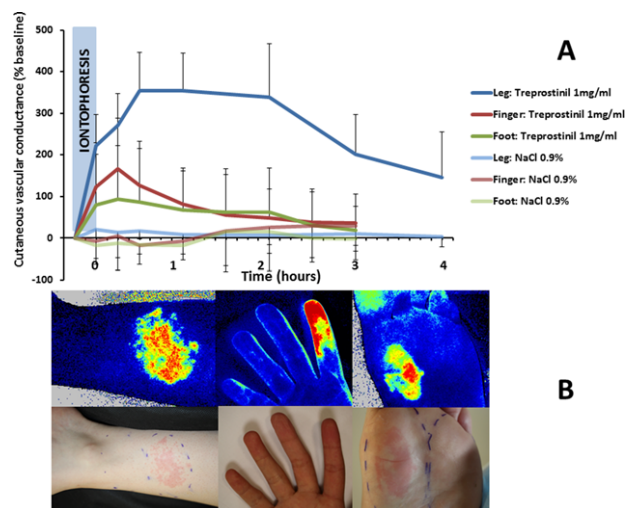 500
400
300
200
100
0
-100
Cutaneous vascular conductance (% baseline)
IONTOPHORESIS
0 1 2 3 4
Time (hours)
A
Leg: Treprostinil 1mg/ml
Finger: Treprostinil 1mg/ml
Foot: Treprostinil 1mg/ml
Leg: NaCl 0.9%
Finger: NaCl 0.9%
Foot: NaCl 0.9%
B